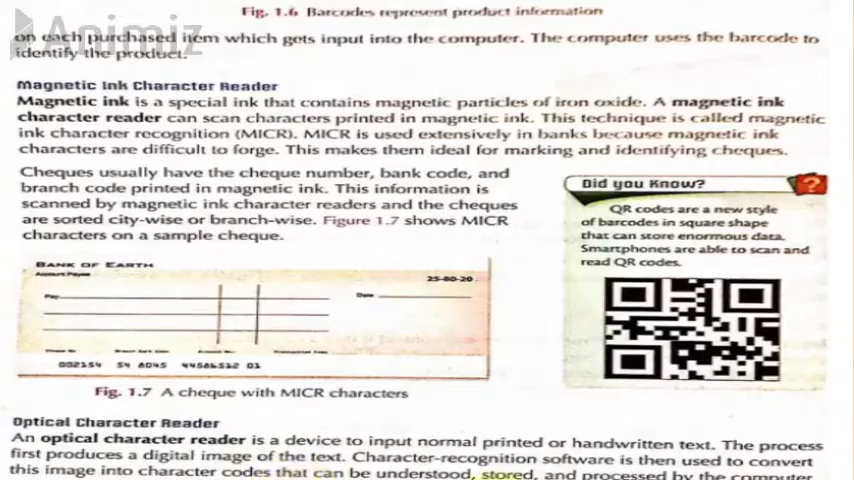 Fig. 1.6 Barcodes represent product information
Animiz
on each purchased item which gets input into the computer. The computer uses the barcode to
identify the product.
Magnetic Ink Character Reader
Magnetic ink is a special ink that contains magnetic particles of iron oxide. A magnetic ink
character reader can scan characters printed in magnetic ink. This technique is called magnetic
ink character recognition (MICR). MICR is used extensively in banks because magnetic ink
characters are difficult to forge. This makes them ideal for marking and identifying cheques.
Cheques usually have the cheque number, bank code, and
branch code printed in magnetic ink. This information is
scanned by magnetic ink character readers and the cheques
are sorted city-wise or branch-wise. Figure 1.7 shows MICR
characters on a sample cheque.
BANK OF EARTH
Account Payee
25-80-20
Pay
Date
Fig. 1.7 A cheque with MICR characters
Did you Know?
QR codes are a new style
of barcodes in square shape
that can store enormous data.
Smartphones are able to scan and
read QR codes.
Optical Character Reader
An optical character reader is a device to input normal printed or handwritten text. The process
first produces a digital image of the text. Character-recognition software is then used to convert
this image into character codes that can be understood, stored, and processed by the computer